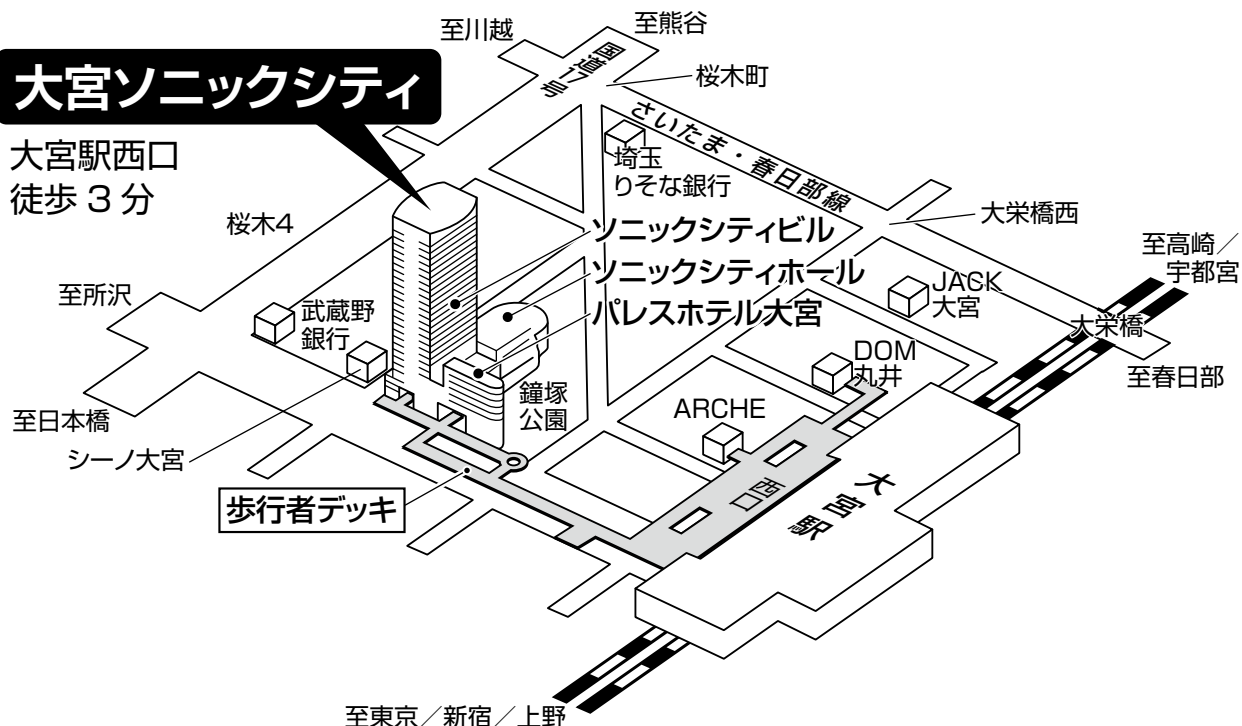 至川越
至熊谷
国道17号
桜木町
大宮ソニックシティ
大宮駅西口
徒歩 3 分
さいたま・春日部線
埼玉
りそな銀行
大栄橋西
桜木4
ソニックシティビル
ソニックシティホール
パレスホテル大宮
至高崎／
宇都宮
至所沢
武蔵野
銀行
JACK
大宮
大栄橋
DOM
丸井
至春日部
鐘塚
公園
ARCHE
至日本橋
シーノ大宮
歩行者デッキ
西口
大宮駅
至東京／新宿／上野